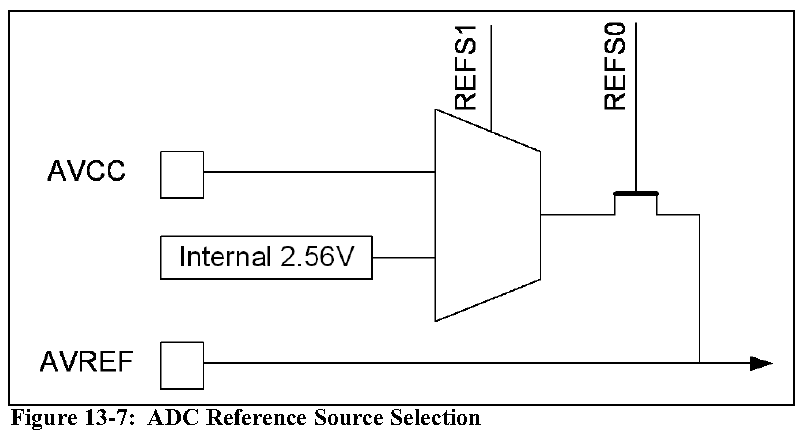 REFS1
REFS0
AVCC
Internal 2.56V
AVREF
Figure 13-7: ADC Reference Source Selection